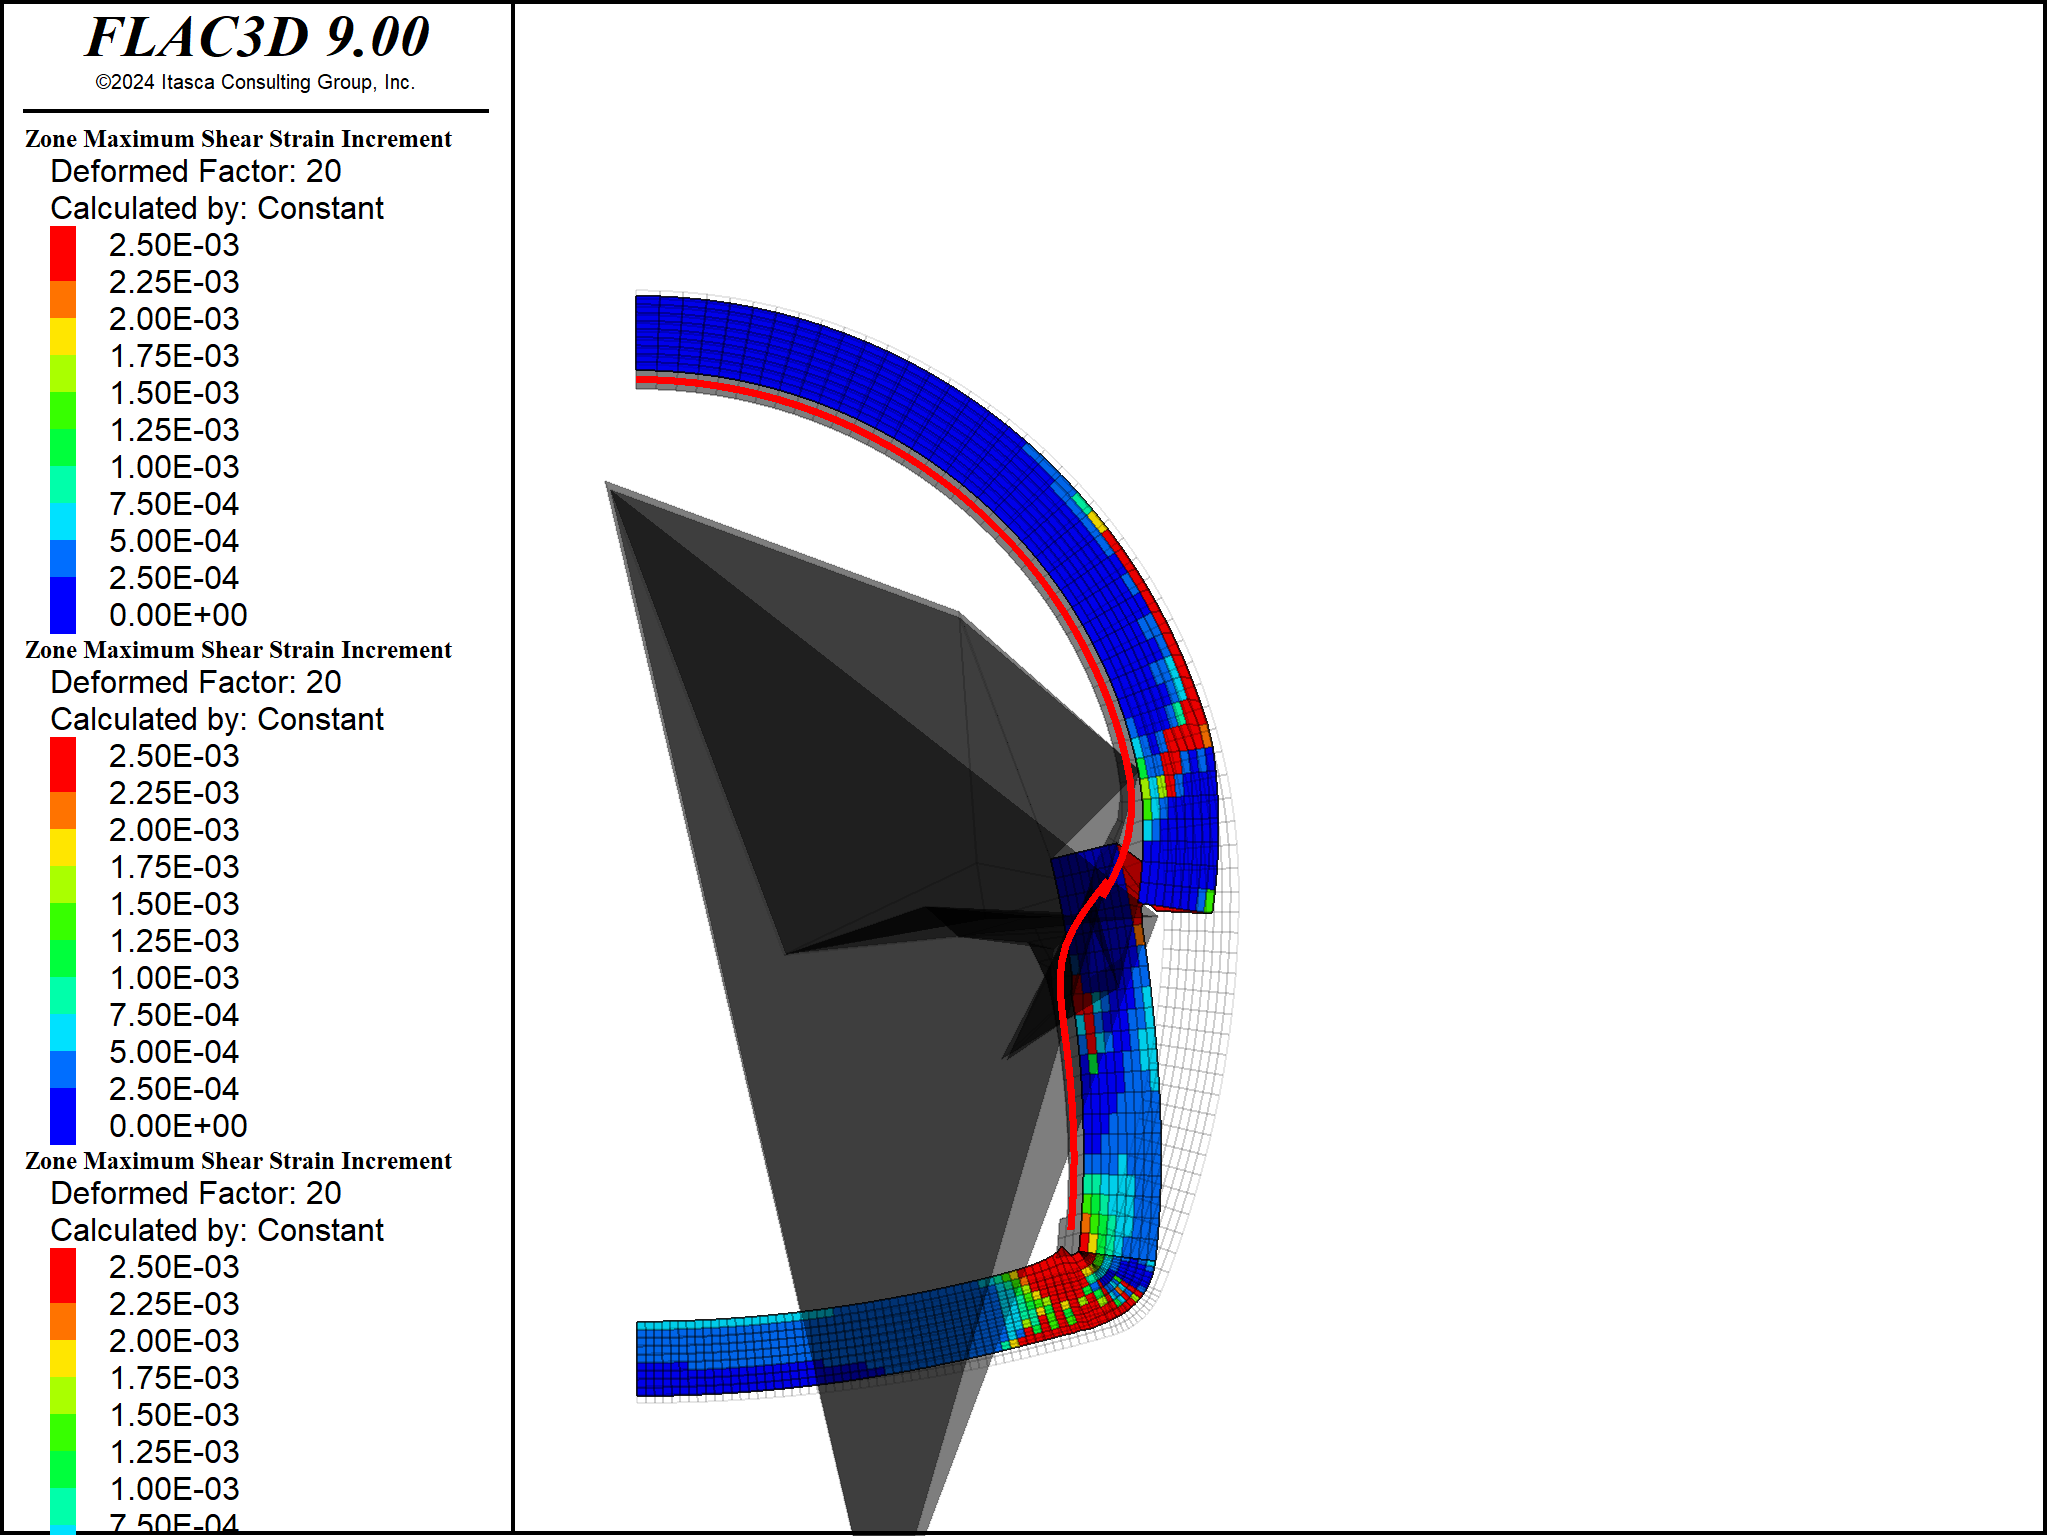 FLAC3D 9.00
©2024 Itasca Consulting Group, Inc.
Zone Maximum Shear Strain Increment
Deformed Factor: 20
Calculated by: Constant
2.50E-03
2.25E-03
2.00E-03
1.75E-03
1.50E-03
1.25E-03
1.00E-03
7.50E-04
5.00E-04
2.50E-04
0.00E+00
Zone Maximum Shear Strain Increment
Deformed Factor: 20
Calculated by: Constant
2.50E-03
2.25E-03
2.00E-03
1.75E-03
1.50E-03
1.25E-03
1.00E-03
7.50E-04
5.00E-04
2.50E-04
0.00E+00
Zone Maximum Shear Strain Increment
Deformed Factor: 20
Calculated by: Constant
2.50E-03
2.25E-03
2.00E-03
1.75E-03
1.50E-03
1.25E-03
1.00E-03
7.50E-04